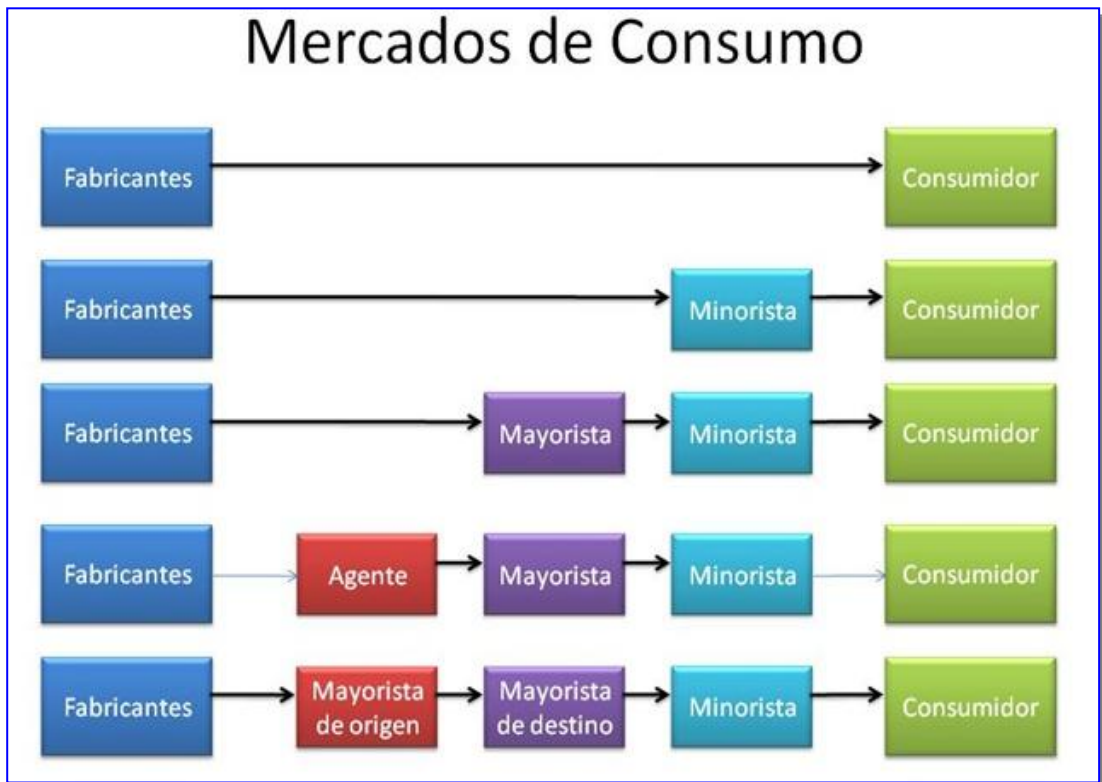 Mercados de Consumo
Fabricantes
Consumidor
Fabricantes
Minorista
Consumidor
Fabricantes
Mayorista
Minorista
Consumidor
Fabricantes
Agente
Mayorista
Minorista
Consumidor
Fabricantes
Mayorista
de origen
Mayorista
de destino
Minorista
Consumidor